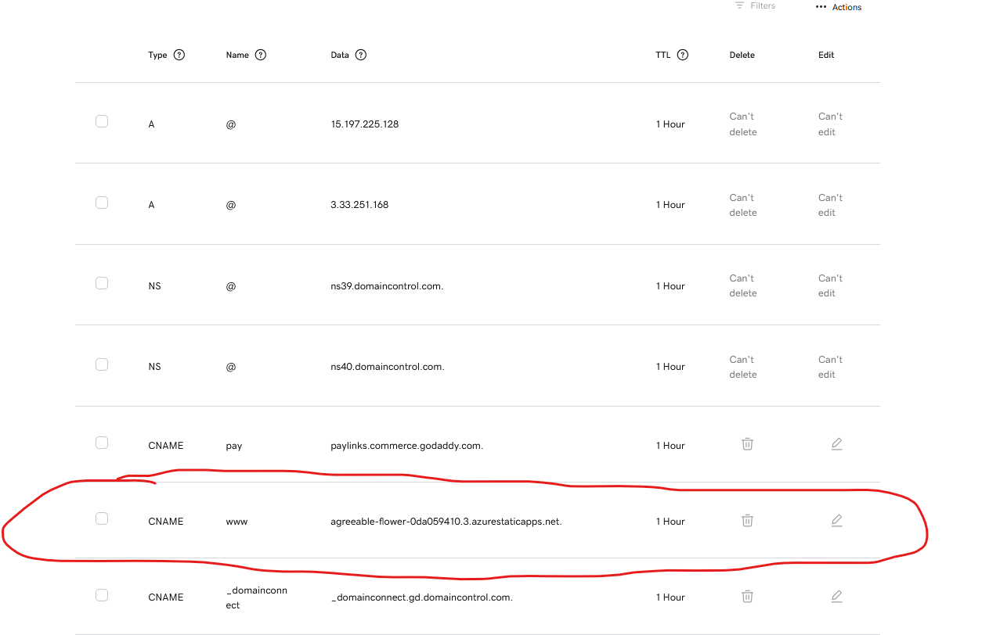 Filters ••• Actions
Type ? Name ? Data ? TTL ? Delete Edit
A @ 15.197.225.128 1 Hour Can't delete Can't edit
A @ 3.33.251.168 1 Hour Can't delete Can't edit
NS @ ns39.domaincontrol.com. 1 Hour Can't delete Can't edit
NS @ ns40.domaincontrol.com. 1 Hour Can't delete Can't edit
CNAME pay paylinks.commerce.godaddy.com. 1 Hour
CNAME www agreeable-flower-0da059410.3.azurestaticapps.net. 1 Hour
CNAME _domainconnect _domainconnect.gd.domaincontrol.com. 1 Hour